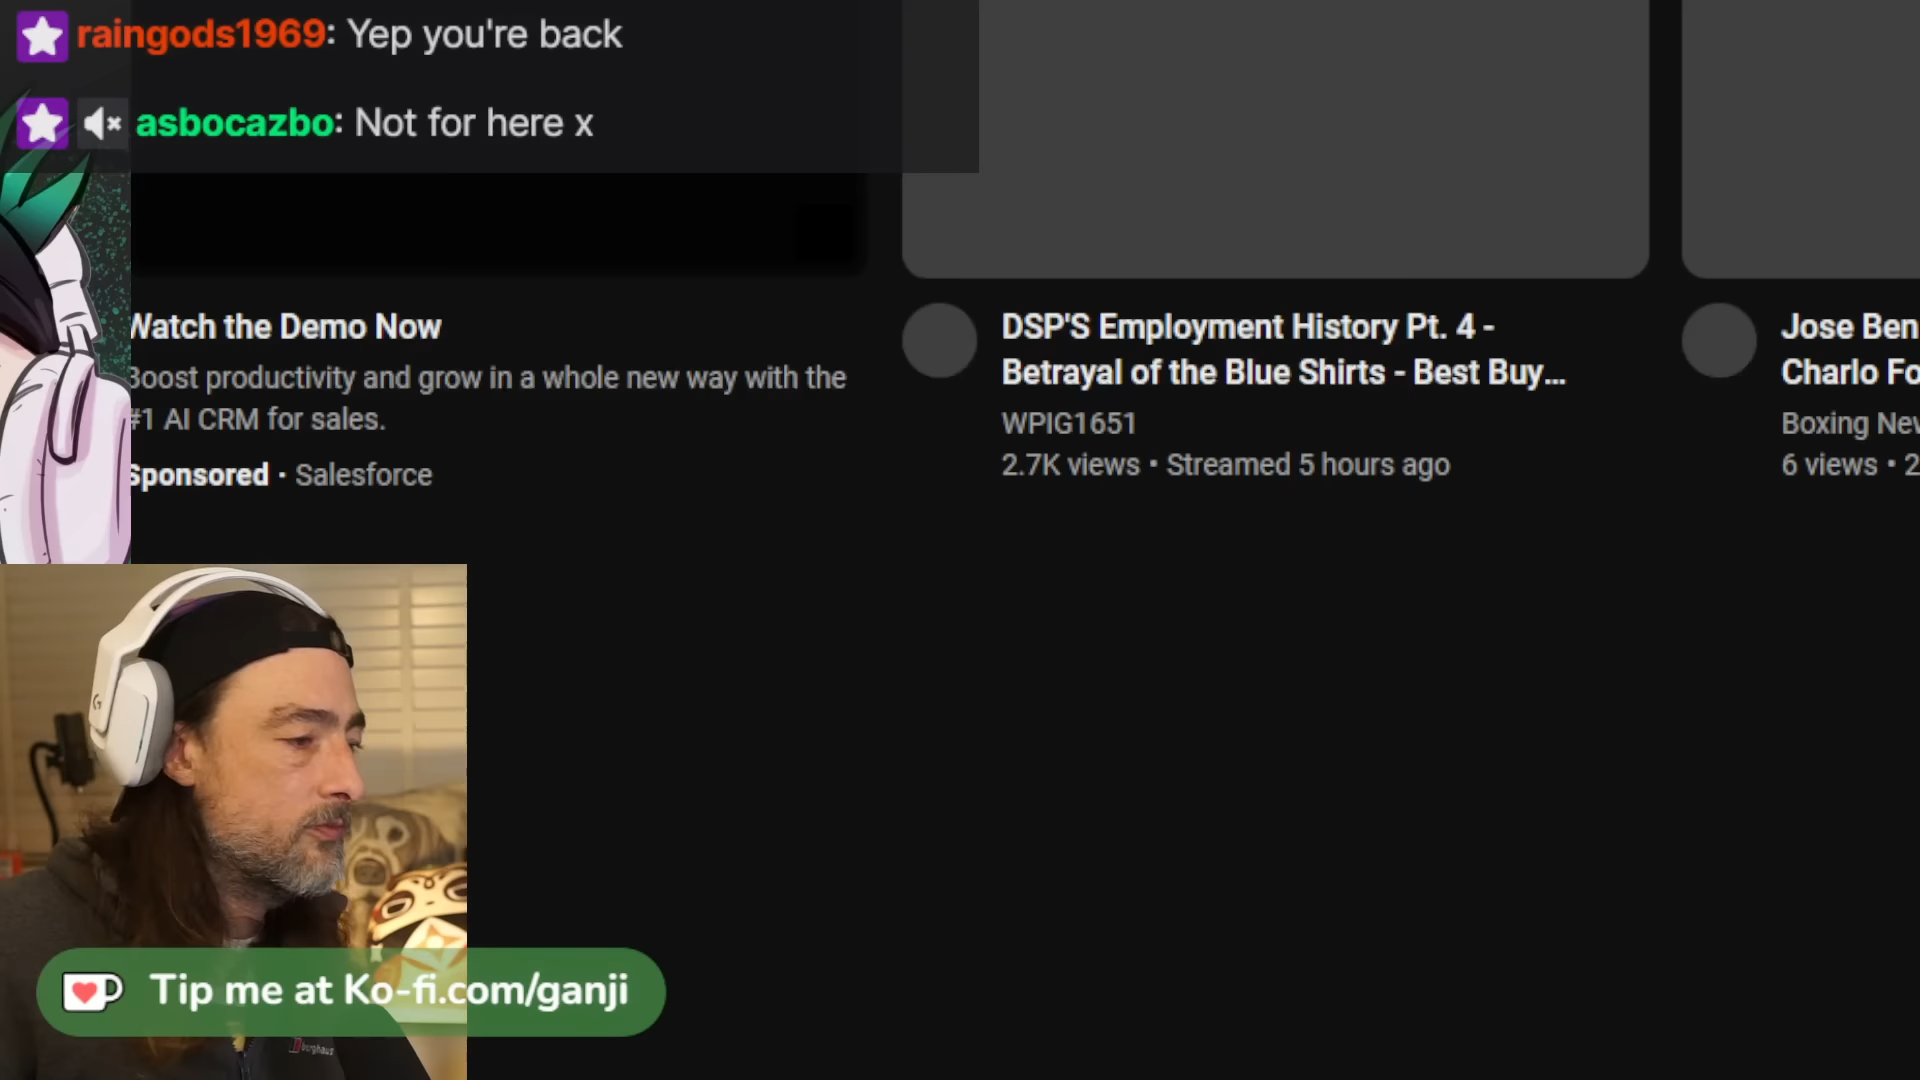 raingods1969: Yep you're back
asbocazbo: Not for here x
Watch the Demo Now
Boost productivity and grow in a whole new way with the
#1 AI CRM for sales.
Sponsored • Salesforce
DSP'S Employment History Pt. 4 -
Betrayal of the Blue Shirts - Best Buy...
WPIG1651
2.7K views • Streamed 5 hours ago
Jose Ben
Charlo Fo
Boxing New
6 views • 2
Tip me at Ko-fi.com/ganji
berghaus